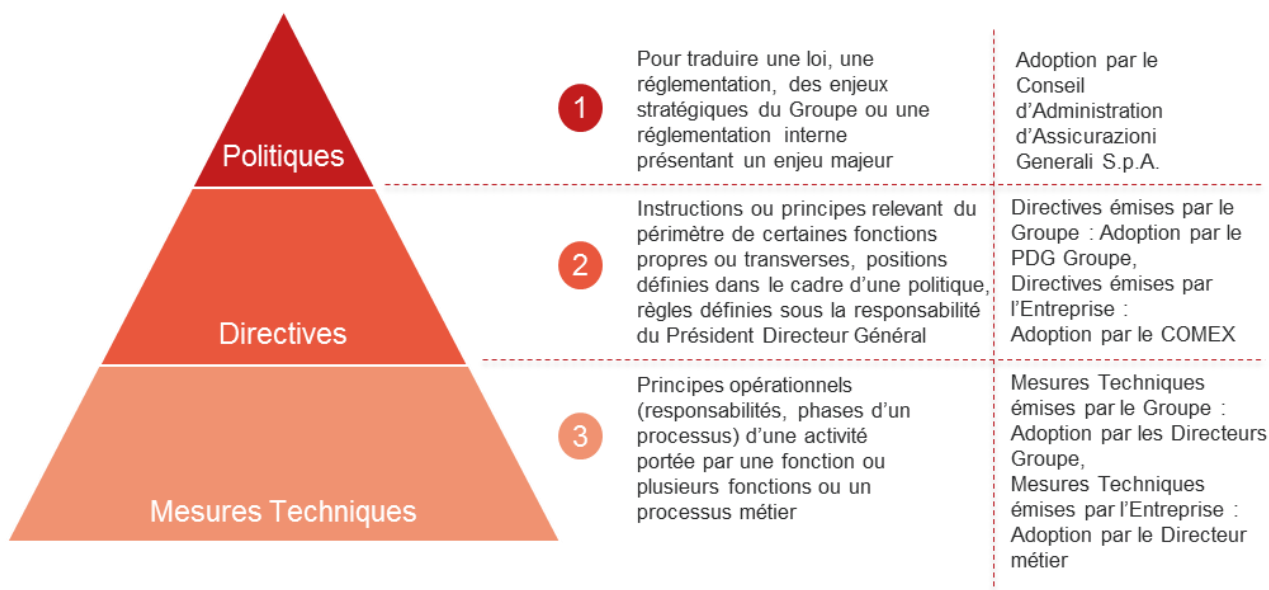 Politiques
1
Pour traduire une loi, une
réglementation, des enjeux
stratégiques du Groupe ou une
réglementation interne
présentant un enjeu majeur
Adoption par le
Conseil
d'Administration
d'Assicurazioni
Generali S.p.A.
Directives
2
Instructions ou principes relevant du
périmètre de certaines fonctions
propres ou transverses, positions
définies dans le cadre d'une politique,
règles définies sous la responsabilité
du Président Directeur Général
Directives émises par le
Groupe : Adoption par le
PDG Groupe,
Directives émises par
l'Entreprise :
Adoption par le COMEX
Mesures Techniques
3
Principes opérationnels
(responsabilités, phases d'un
processus) d'une activité
portée par une fonction ou
plusieurs fonctions ou un
processus métier
Mesures Techniques
émises par le Groupe :
Adoption par les Directeurs
Groupe,
Mesures Techniques
émises par l'Entreprise :
Adoption par le Directeur
métier